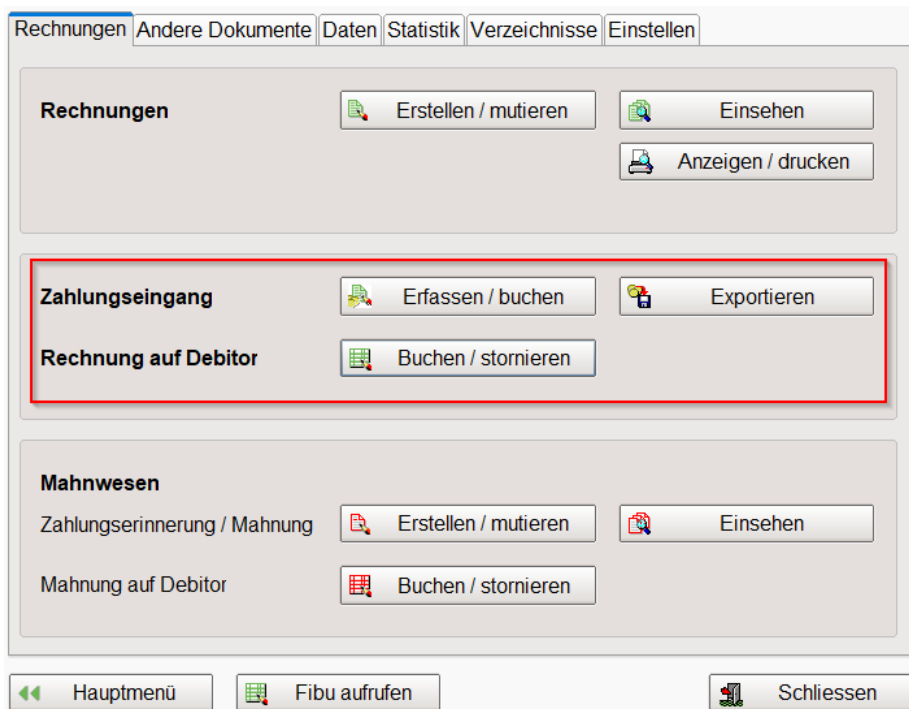 Rechnungen Andere Dokumente Daten Statistik Verzeichnisse Einstellen
Rechnungen Erstellen / mutieren Einsehen
Anzeigen / drucken
Zahlungseingang Erfassen / buchen Exportieren
Rechnung auf Debitor Buchen / stornieren
Mahnwesen
Zahlungserinnerung / Mahnung Erstellen / mutieren Einsehen
Mahnung auf Debitor Buchen / stornieren
Hauptmenü Fibu aufrufen Schliessen